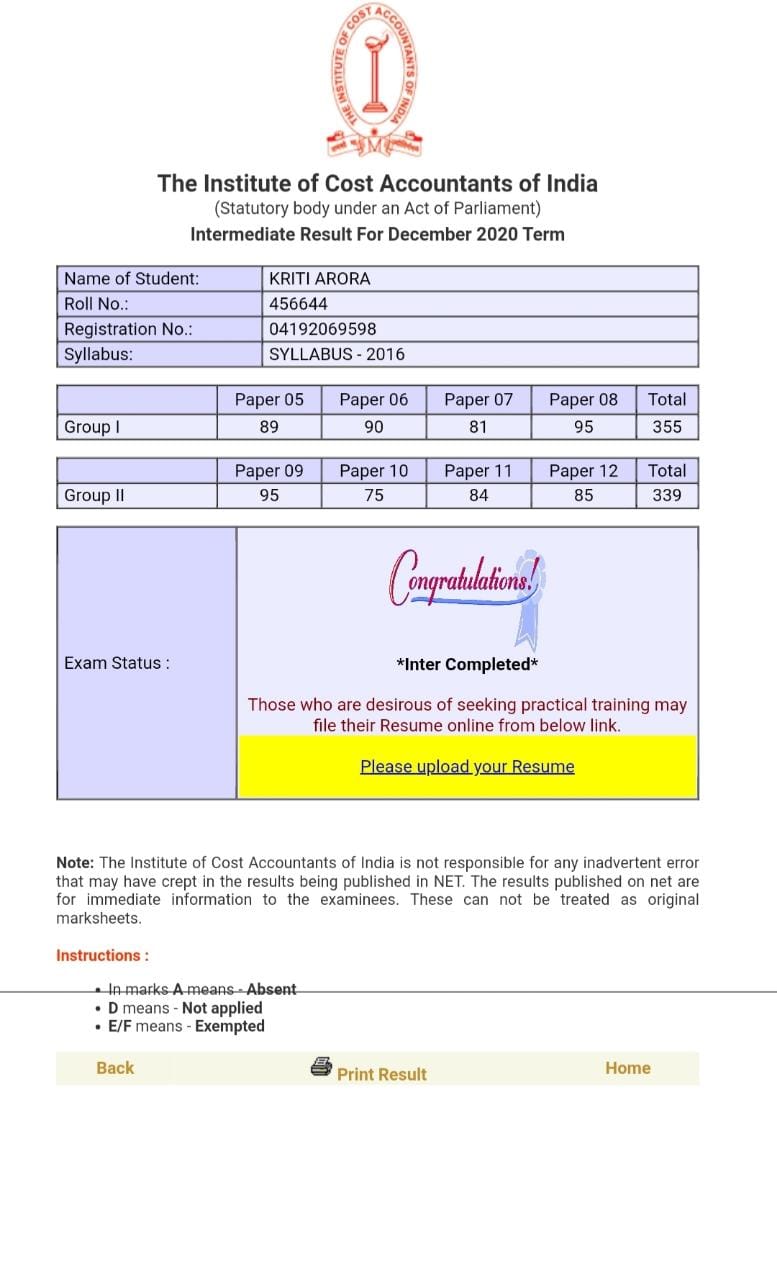 THE INSTITUTE OF COST ACCOUNTANTS OF INDIA
The Institute of Cost Accountants of India
(Statutory body under an Act of Parliament)
Intermediate Result For December 2020 Term
Name of Student: KRITI ARORA
Roll No.: 456644
Registration No.: 04192069598
Syllabus: SYLLABUS - 2016
Paper 05 Paper 06 Paper 07 Paper 08 Total
Group I 89 90 81 95 355
Paper 09 Paper 10 Paper 11 Paper 12 Total
Group II 95 75 84 85 339
Congratulations!
Exam Status : *Inter Completed*
Those who are desirous of seeking practical training may
file their Resume online from below link.
Please upload your Resume
Note: The Institute of Cost Accountants of India is not responsible for any inadvertent error
that may have crept in the results being published in NET. The results published on net are
for immediate information to the examinees. These can not be treated as original
marksheets.
Instructions :
• In marks A means - Absent
• D means - Not applied
• E/F means - Exempted
Back Print Result Home